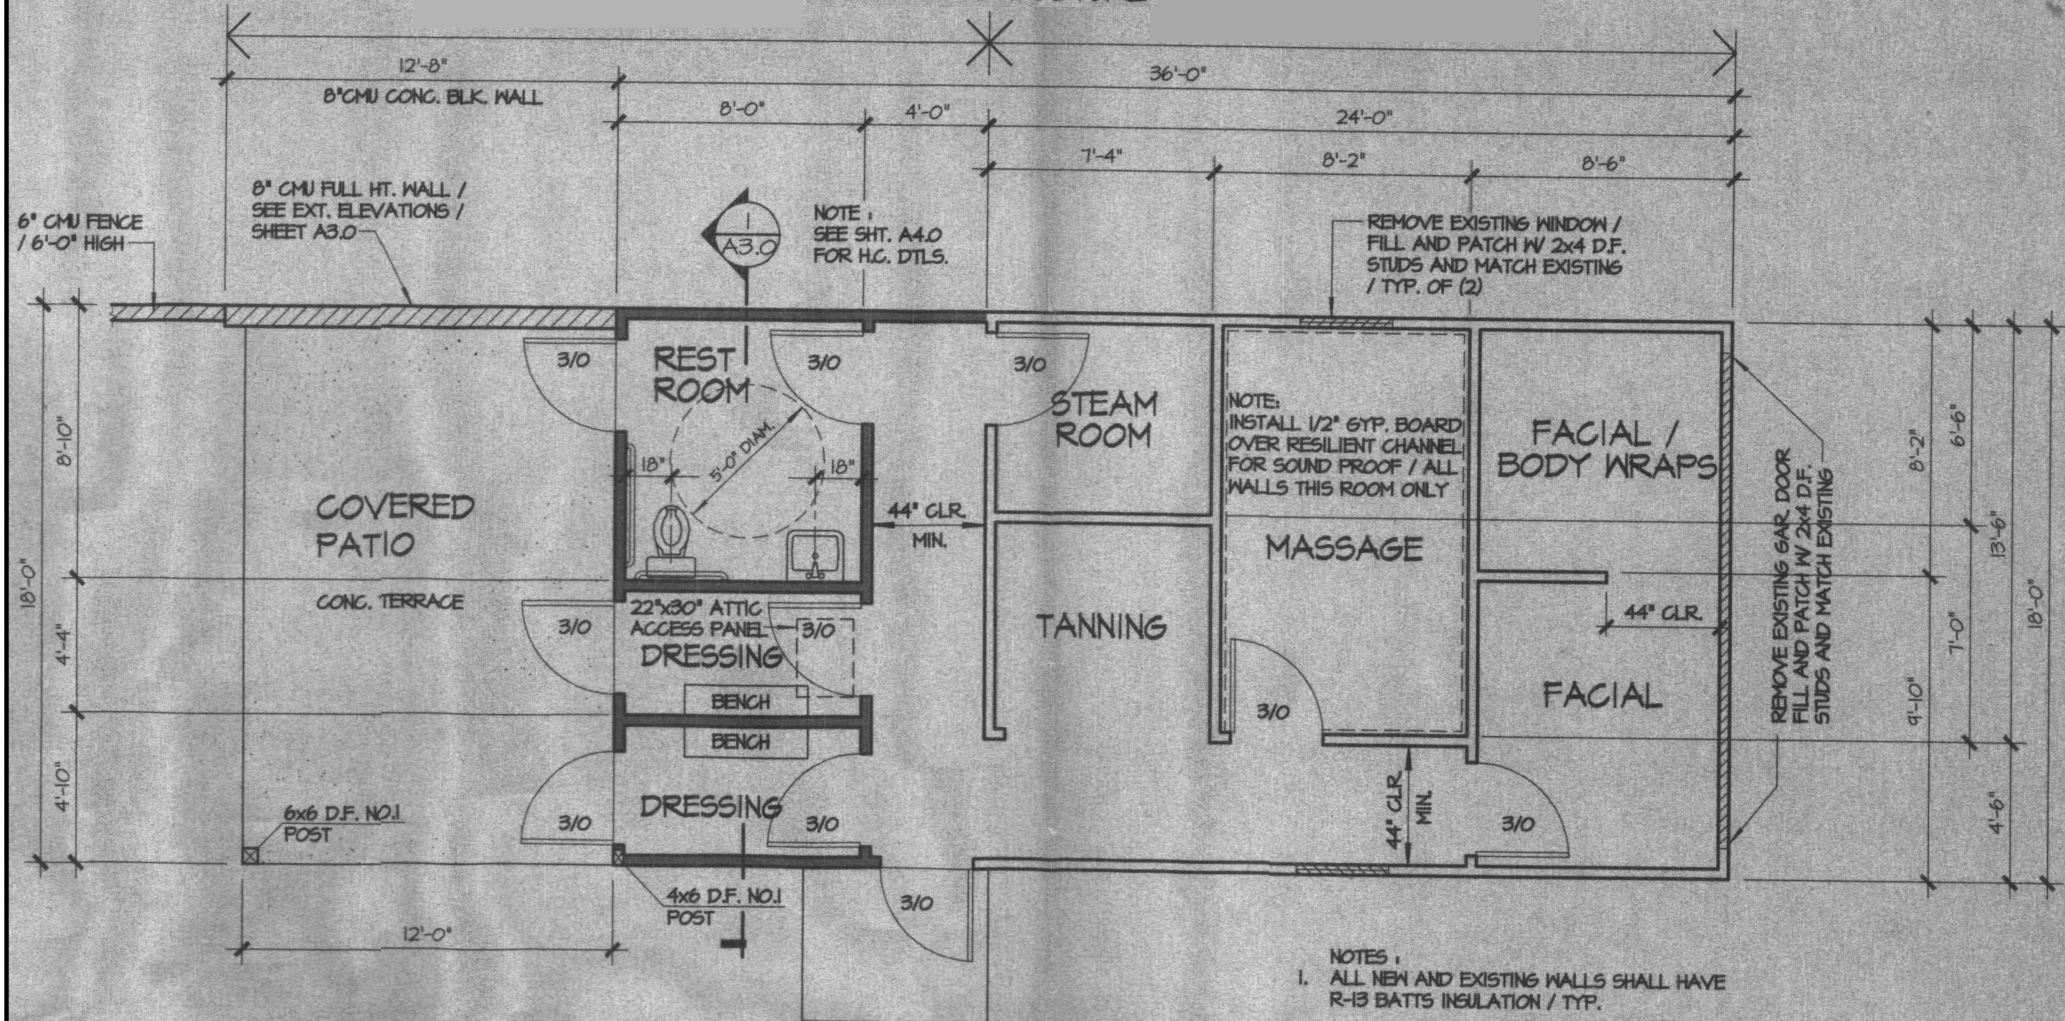 12'-8"
36'-0"
8"CMU CONC. BLK. WALL
8'-0"
4'-0"
24'-0"
7'-4"
8'-2"
8'-6"
6" CMU FENCE
/ 6'-0" HIGH
8" CMU FULL HT. WALL /
SEE EXT. ELEVATIONS /
SHEET A3.0
1
A3.0
NOTE :
SEE SHT. A4.0
FOR H.C. DTLS.
REMOVE EXISTING WINDOW /
FILL AND PATCH W/ 2x4 D.F.
STUDS AND MATCH EXISTING
/ TYP. OF (2)
3/0
REST
ROOM
3/0
3/0
STEAM
ROOM
NOTE:
INSTALL 1/2" GYP. BOARD
OVER RESILIENT CHANNEL
FOR SOUND PROOF / ALL
WALLS THIS ROOM ONLY
FACIAL /
BODY WRAPS
18"
5'-0" DIAM.
18"
44" CLR.
MIN.
COVERED
PATIO
CONC. TERRACE
MASSAGE
3/0
22"x30" ATTIC
ACCESS PANEL
3/0
DRESSING
BENCH
BENCH
TANNING
44" CLR.
FACIAL
3/0
DRESSING
3/0
3/0
44" CLR.
MIN.
3/0
3/0
6x6 D.F. NO.1
POST
4x6 D.F. NO.1
POST
12'-0"
18'-0"
8'-10"
4'-4"
4'-10"
REMOVE EXISTING GAR. DOOR
FILL AND PATCH W/ 2x4 D.F.
STUDS AND MATCH EXISTING
8'-2"
9'-10"
6'-6"
7'-0"
13'-6"
4'-6"
18'-0"
NOTES :
1. ALL NEW AND EXISTING WALLS SHALL HAVE
R-13 BATTS INSULATION / TYP.